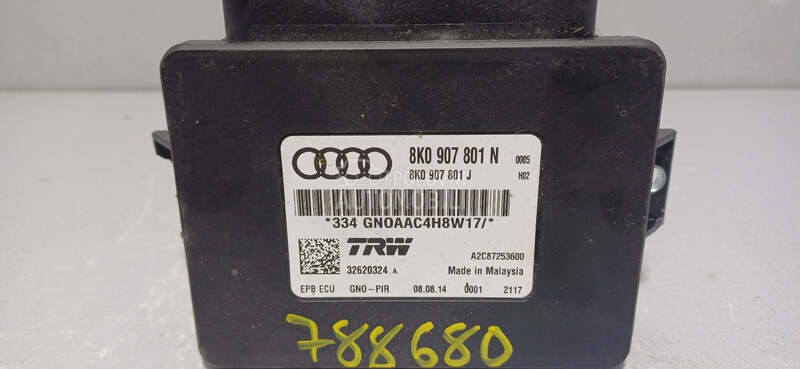 8K0 907 801 N 0005
8K0 907 801 J H02
*334 GNOAAC4H8W17/*
TRW A2C87253600
32620324 A Made in Malaysia
EPB ECU GNO-PIR 08.08.14 0001 2117
788680